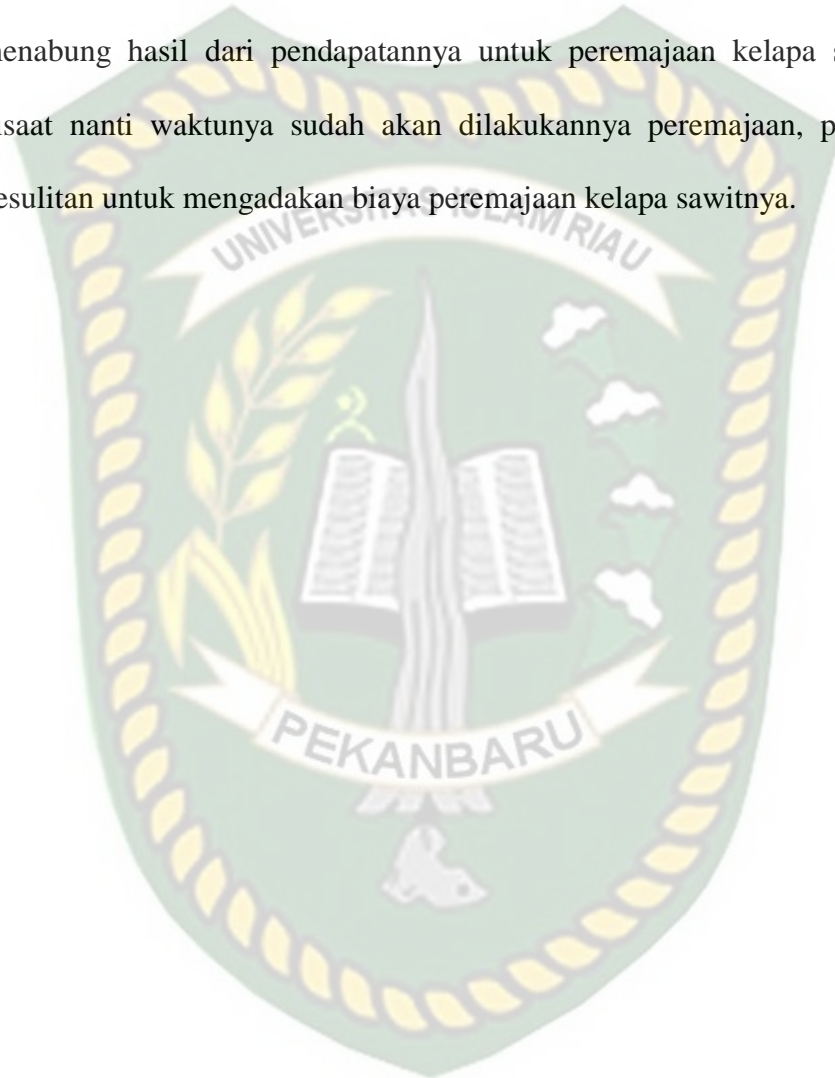 enabung hasil dari pendapatannya untuk peremajaan kelapa s
saat nanti waktunya sudah akan dilakukannya peremajaan, p
esulitan untuk mengadakan biaya peremajaan kelapa sawitnya.
UNIVERSITAS ISLAM RIAU
PEKANBARU